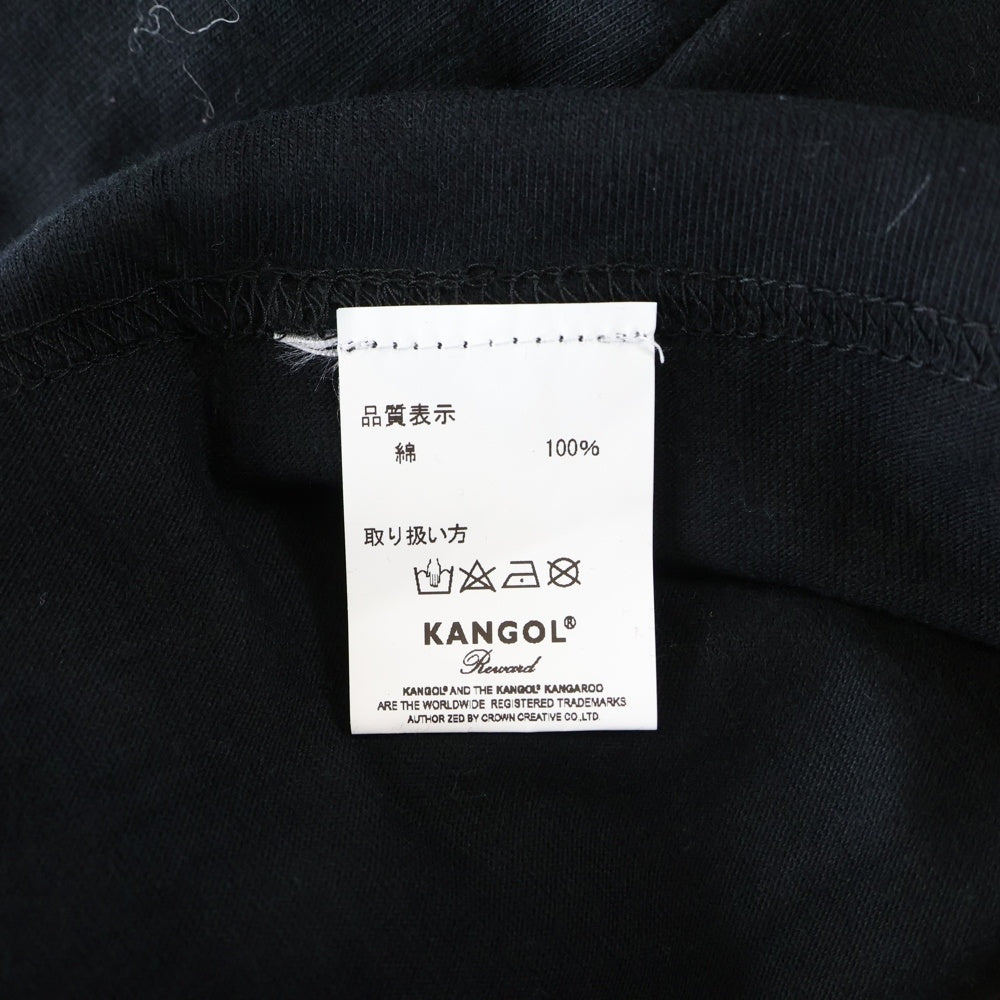 品質表示
綿 100%
取り扱い方
KANGOL®
Reward
KANGOL® AND THE KANGOL® KANGAROO
ARE THE WORLDWIDE REGISTERED TRADEMARKS
AUTHOR ZED BY CROWN CREATIVE CO.,LTD